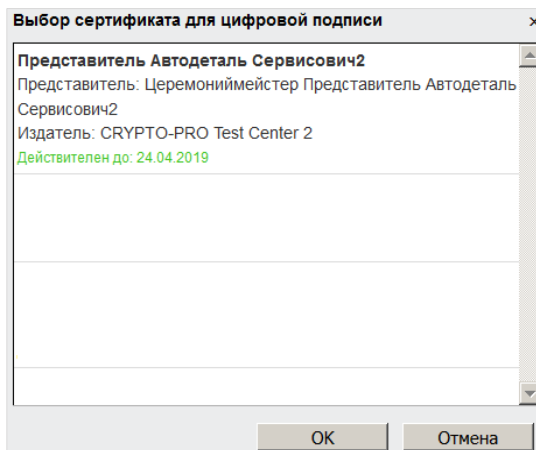 Выбор сертификата для цифровой подписи ×
Представитель Автодеталь Сервисович2
Представитель: Церемониймейстер Представитель Автодеталь
Сервисович2
Издатель: CRYPTO-PRO Test Center 2
Действителен до: 24.04.2019
OK Отмена